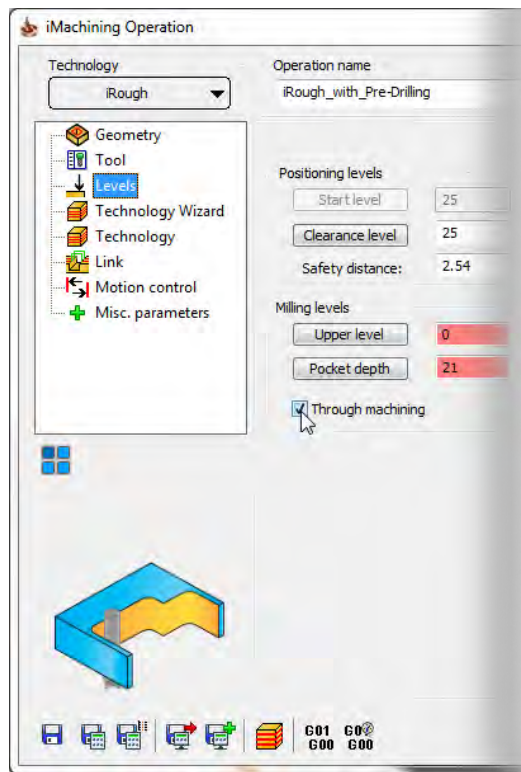 iMachining Operation
Technology
iRough
Operation name
iRough_with_Pre-Drilling
Geometry
Tool
Levels
Technology Wizard
Technology
Link
Motion control
Misc. parameters
Positioning levels
Start level 25
Clearance level 25
Safety distance: 2.54
Milling levels
Upper level 0
Pocket depth 21
Through machining
G01 G0
G00 G00